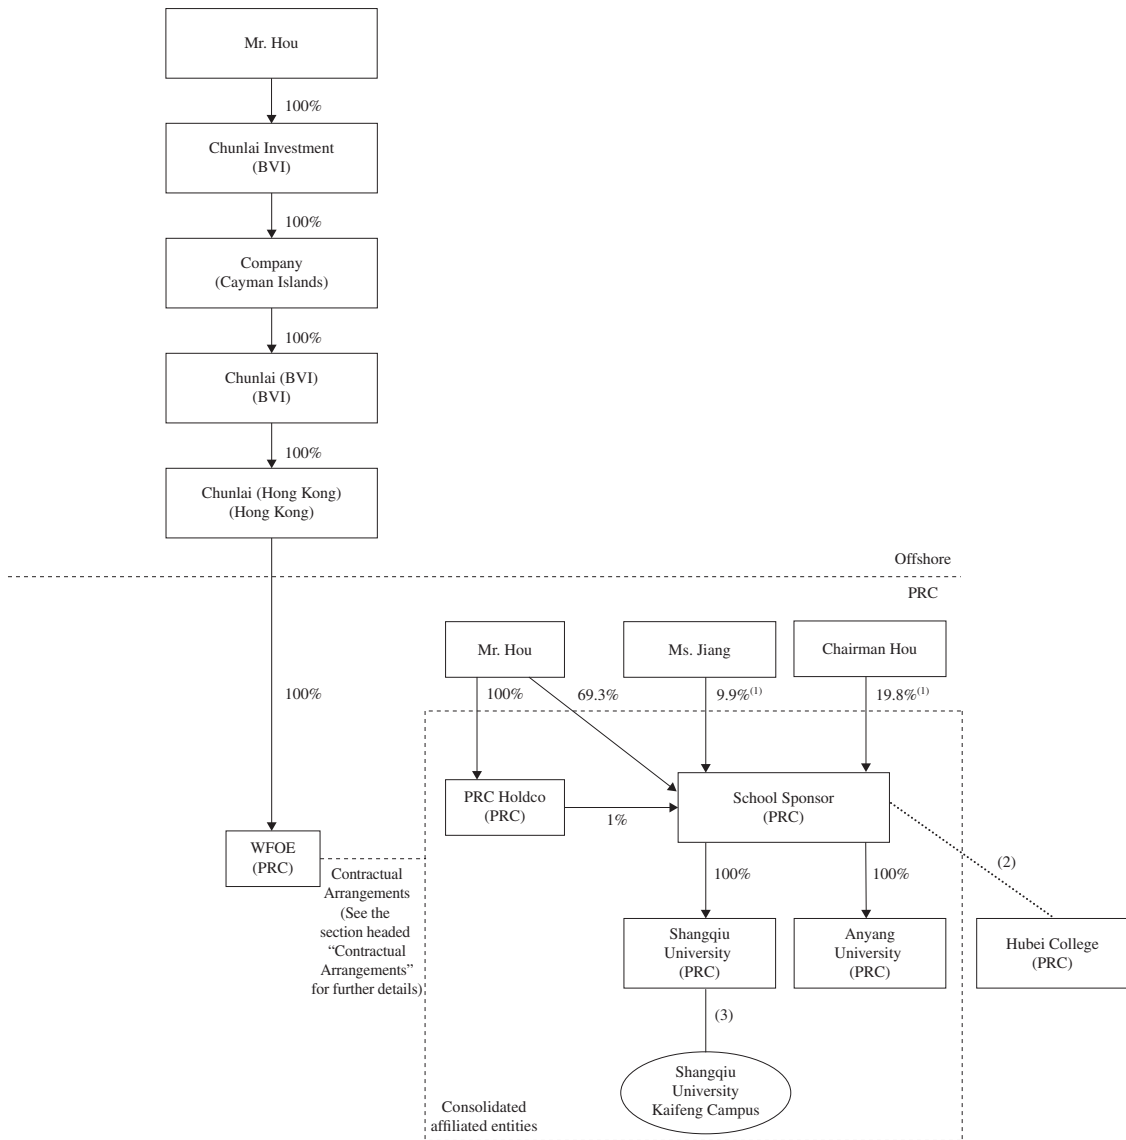 Mr. Hou
100%
Chunlai Investment
(BVI)
100%
Company
(Cayman Islands)
100%
Chunlai (BVI)
(BVI)
100%
Chunlai (Hong Kong)
(Hong Kong)
Offshore
PRC
100%
Mr. Hou
Ms. Jiang
Chairman Hou
100%
69.3%
9.9%(1)
19.8%(1)
PRC Holdco
(PRC)
1%
School Sponsor
(PRC)
WFOE
(PRC)
Contractual
Arrangements
(See the
section headed
“Contractual
Arrangements”
for further details)
100%
100%
(2)
Shangqiu
University
(PRC)
Anyang
University
(PRC)
Hubei College
(PRC)
(3)
Shangqiu
University
Kaifeng Campus
Consolidated
affiliated entities